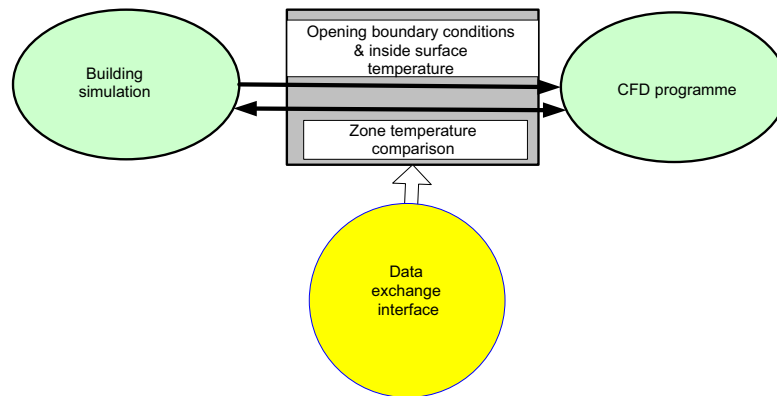 Building
simulation
Opening boundary conditions
& inside surface
temperature
CFD programme
Zone temperature
comparison
Data
exchange
interface